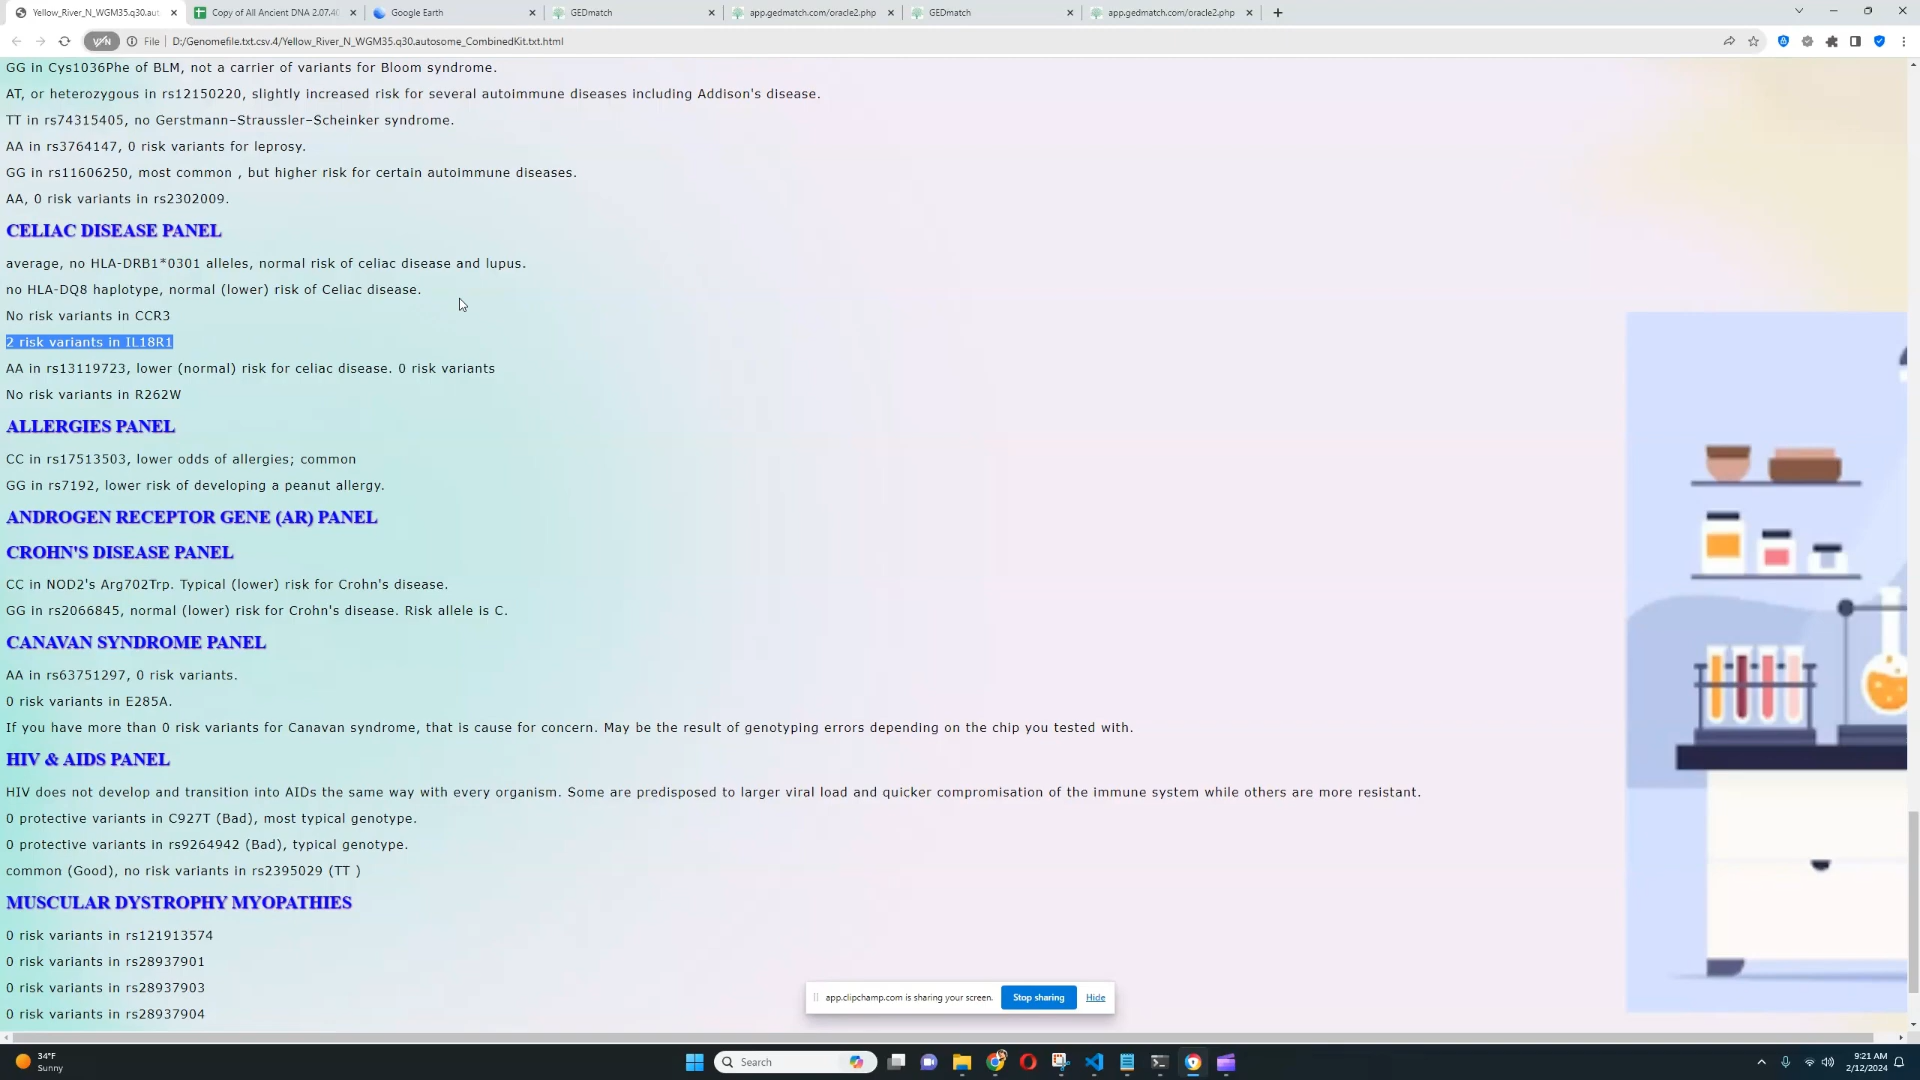 Yellow_River_N_WGM35.q30.aut
Copy of All Ancient DNA 2.07.40
Google Earth
GEDmatch
app.gedmatch.com/oracle2.php
GEDmatch
app.gedmatch.com/oracle2.php
VPN
File
D:/Genomefile.txt.csv.4/Yellow_River_N_WGM35.q30.autosome_CombinedKit.txt.html
GG in Cys1036Phe of BLM, not a carrier of variants for Bloom syndrome.
AT, or heterozygous in rs12150220, slightly increased risk for several autoimmune diseases including Addison's disease.
TT in rs74315405, no Gerstmann–Straussler–Scheinker syndrome.
AA in rs3764147, 0 risk variants for leprosy.
GG in rs11606250, most common , but higher risk for certain autoimmune diseases.
AA, 0 risk variants in rs2302009.
CELIAC DISEASE PANEL
average, no HLA-DRB1*0301 alleles, normal risk of celiac disease and lupus.
no HLA-DQ8 haplotype, normal (lower) risk of Celiac disease.
No risk variants in CCR3
2 risk variants in IL18R1
AA in rs13119723, lower (normal) risk for celiac disease. 0 risk variants
No risk variants in R262W
ALLERGIES PANEL
CC in rs17513503, lower odds of allergies; common
GG in rs7192, lower risk of developing a peanut allergy.
ANDROGEN RECEPTOR GENE (AR) PANEL
CROHN'S DISEASE PANEL
CC in NOD2's Arg702Trp. Typical (lower) risk for Crohn's disease.
GG in rs2066845, normal (lower) risk for Crohn's disease. Risk allele is C.
CANAVAN SYNDROME PANEL
AA in rs63751297, 0 risk variants.
0 risk variants in E285A.
If you have more than 0 risk variants for Canavan syndrome, that is cause for concern. May be the result of genotyping errors depending on the chip you tested with.
HIV & AIDS PANEL
HIV does not develop and transition into AIDs the same way with every organism. Some are predisposed to larger viral load and quicker compromisation of the immune system while others are more resistant.
0 protective variants in C927T (Bad), most typical genotype.
0 protective variants in rs9264942 (Bad), typical genotype.
common (Good), no risk variants in rs2395029 (TT )
MUSCULAR DYSTROPHY MYOPATHIES
0 risk variants in rs121913574
0 risk variants in rs28937901
0 risk variants in rs28937903
0 risk variants in rs28937904
app.clipchamp.com is sharing your screen.
Stop sharing
Hide
34°F
Sunny
Search
9:21 AM
2/12/2024